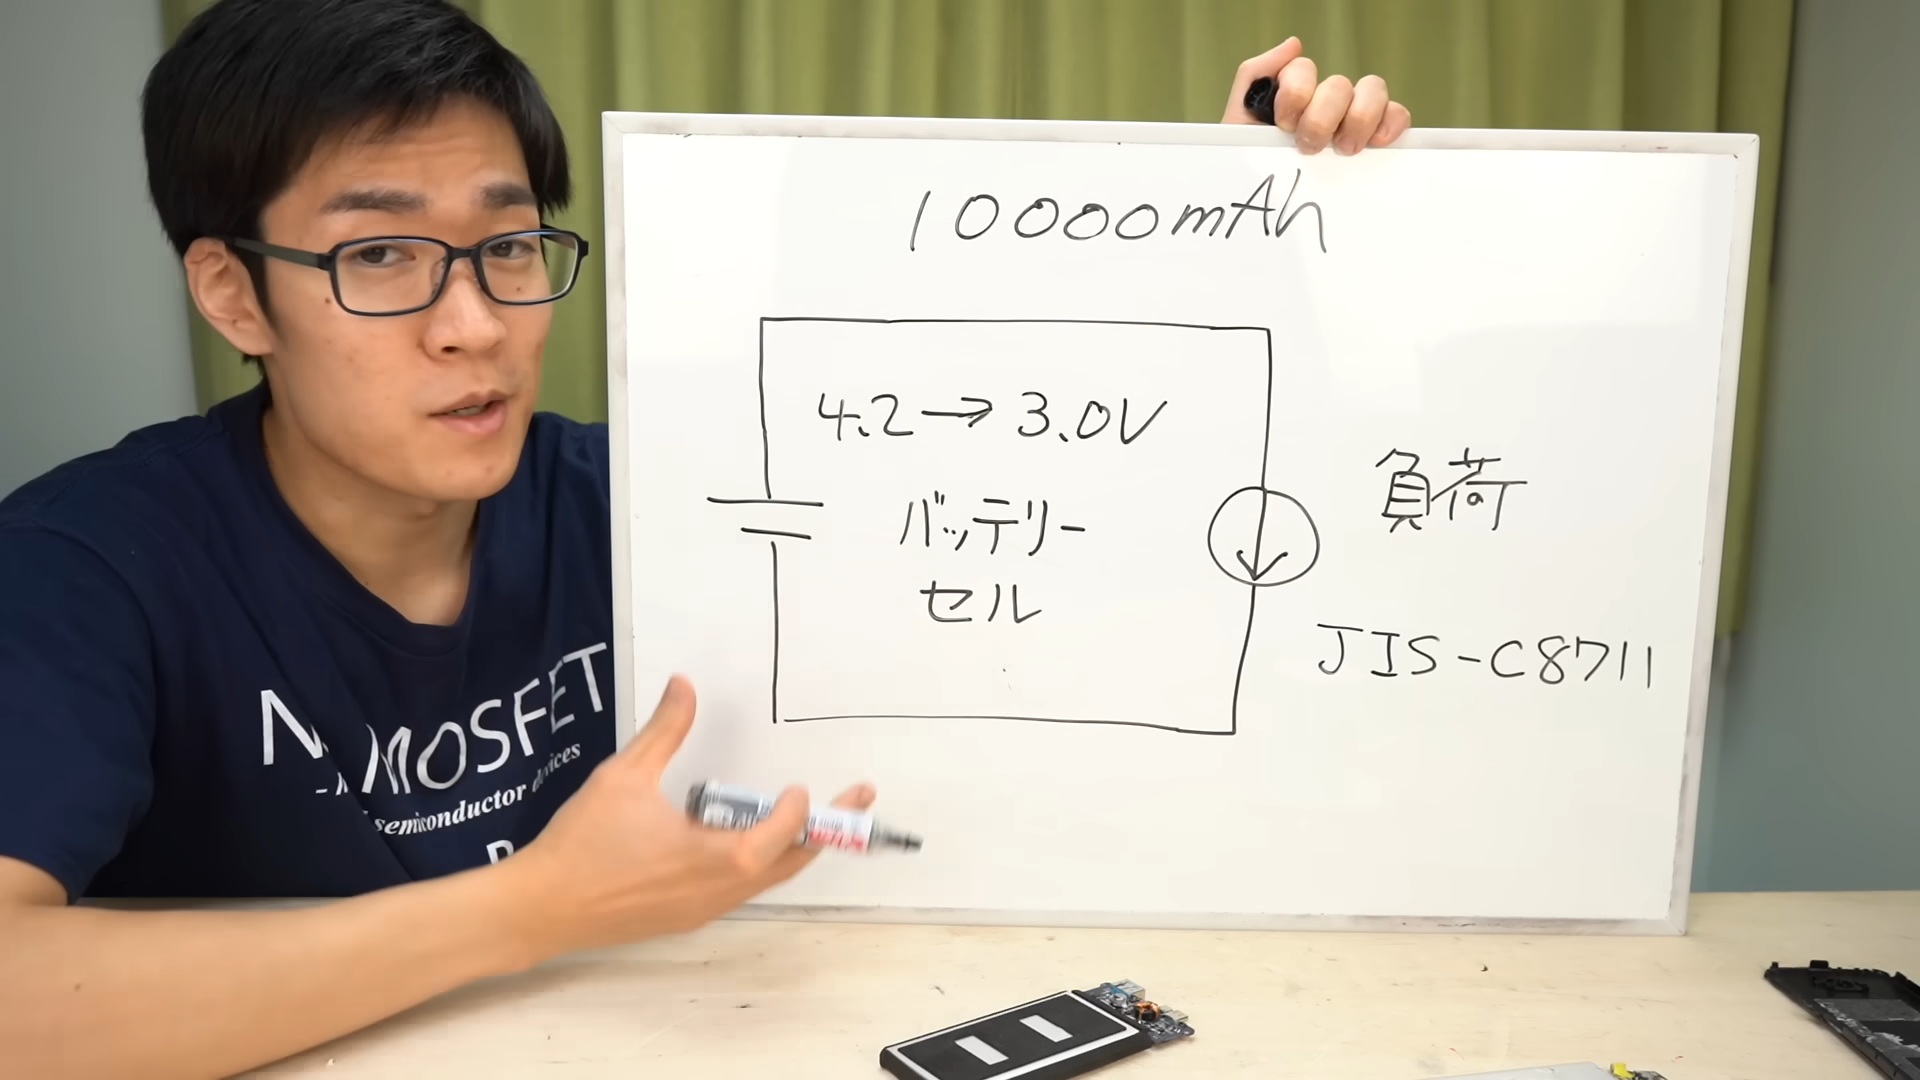 10000mAh
4.2→3.0V
バッテリー
セル
負荷
JIS-C8711
MOSFET
semiconductor devices